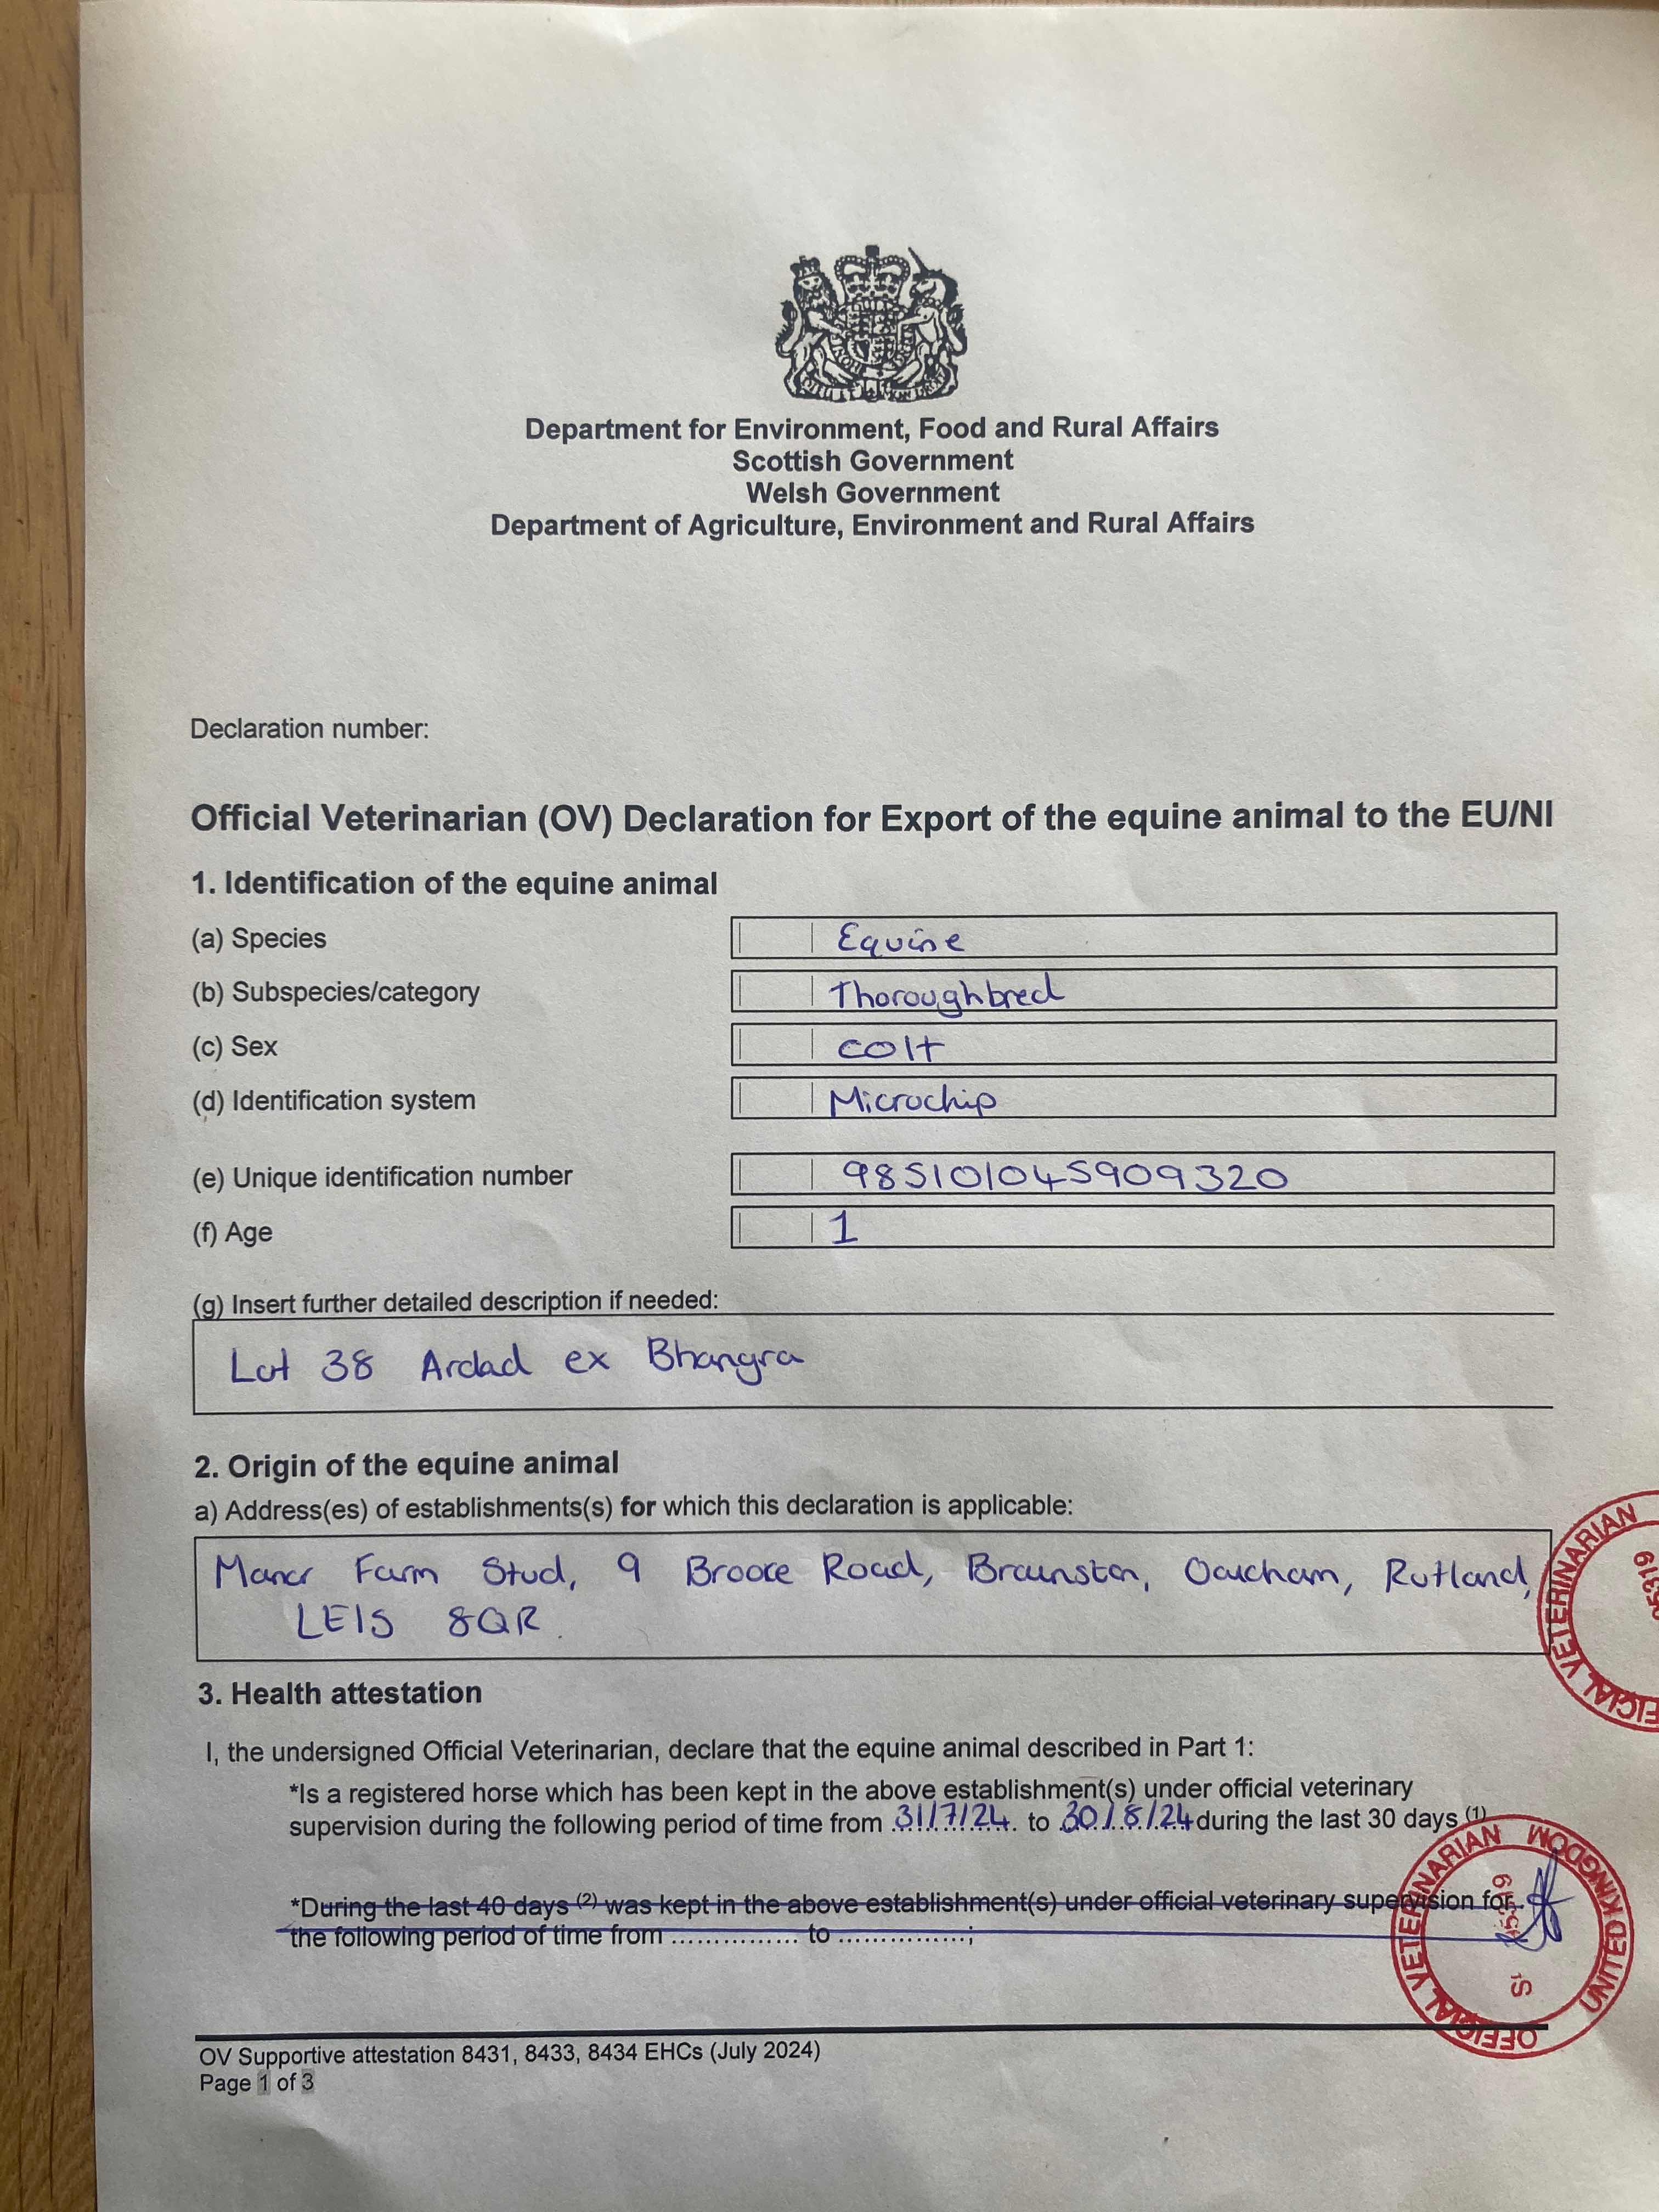 Department for Environment, Food and Rural Affairs
Scottish Government
Welsh Government
Department of Agriculture, Environment and Rural Affairs
Declaration number:
Official Veterinarian (OV) Declaration for Export of the equine animal to the EU/NI
1. Identification of the equine animal
(a) Species Equine
(b) Subspecies/category Thoroughbred
(c) Sex colt
(d) Identification system Microchip
(e) Unique identification number 985101045909320
(f) Age 1
(g) Insert further detailed description if needed:
Lot 38 Ardad ex Bhangra
2. Origin of the equine animal
a) Address(es) of establishments(s) for which this declaration is applicable:
Manor Farm Stud, 9 Brooke Road, Braunston, Oakham, Rutland,
LE15 8QR.
OFFICIAL VETERINARIAN
3. Health attestation
I, the undersigned Official Veterinarian, declare that the equine animal described in Part 1:
*Is a registered horse which has been kept in the above establishment(s) under official veterinary
supervision during the following period of time from 31/7/24 to 30/8/24 during the last 30 days (1)
*During the last 40 days (2) was kept in the above establishment(s) under official veterinary supervision for
the following period of time from ............... to ...............;
OFFICIAL VETERINARIAN UNITED KINGDOM
OV Supportive attestation 8431, 8433, 8434 EHCs (July 2024)
Page 1 of 3